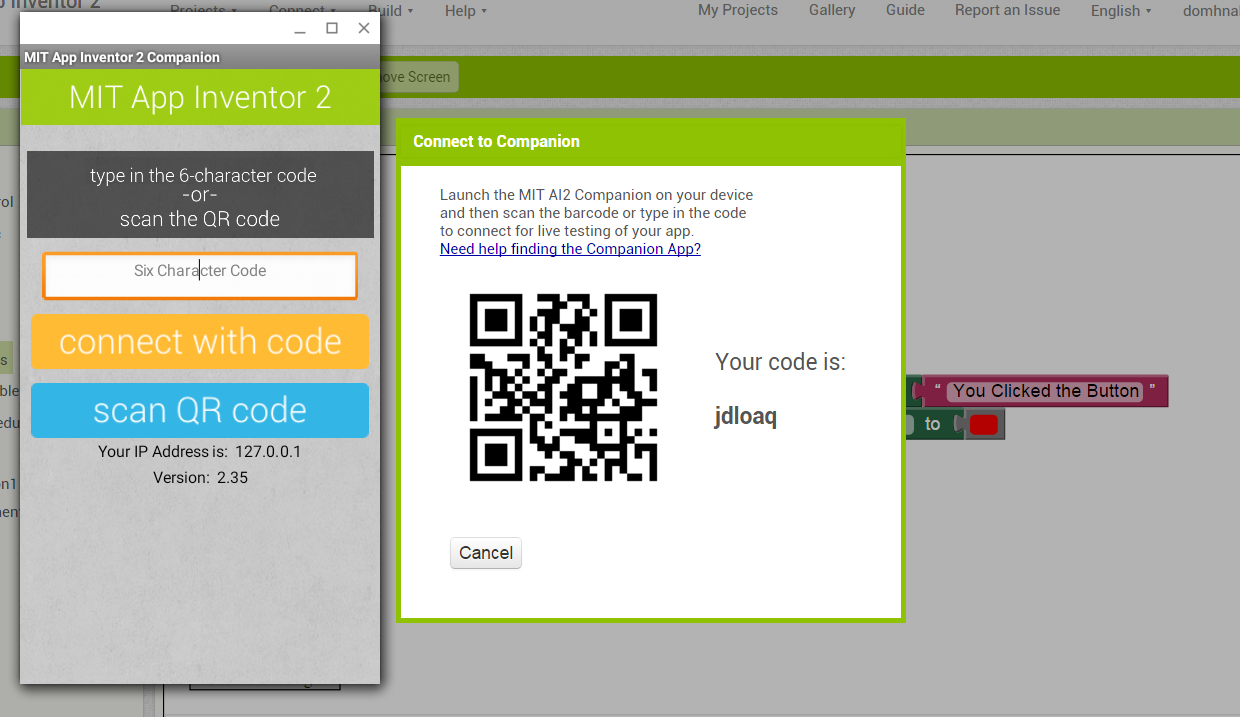 Inventor 2
Projects
Connect
Build
Help
My Projects
Gallery
Guide
Report an Issue
English
MIT App Inventor 2 Companion
MIT App Inventor 2
Screen
type in the 6-character code
-or-
scan the QR code
Six Character Code
connect with code
scan QR code
Your IP Address is: 127.0.0.1
Version: 2.35
Connect to Companion
Launch the MIT AI2 Companion on your device
and then scan the barcode or type in the code
to connect for live testing of your app.
Need help finding the Companion App?
Your code is:
jdloaq
Cancel
“ You Clicked the Button ”
to